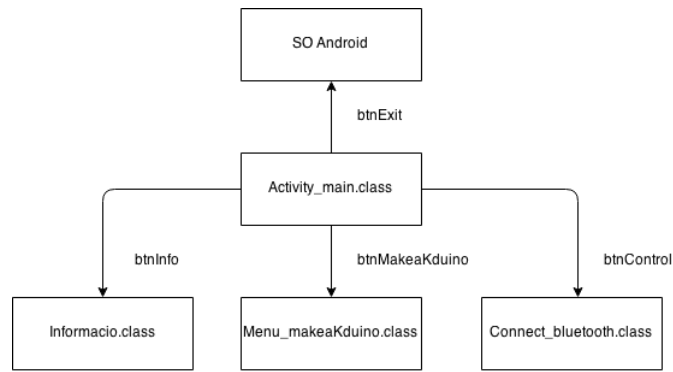 SO Android
btnExit
Activity_main.class
btnInfo
btnMakeaKduino
btnControl
Informacio.class
Menu_makeaKduino.class
Connect_bluetooth.class